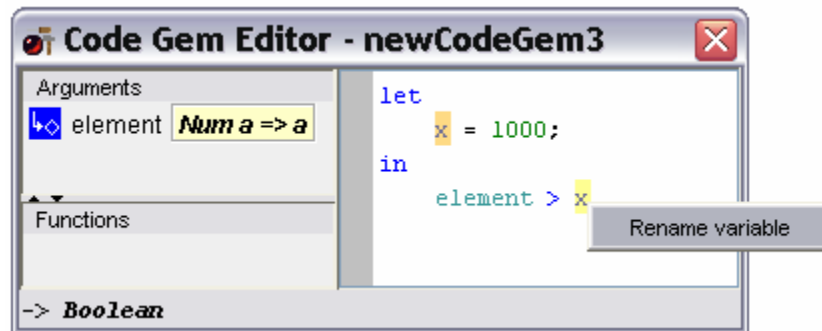 Code Gem Editor - newCodeGem3
Arguments
element Num a => a
Functions
let
x = 1000;
in
element > x
Rename variable
-> Boolean